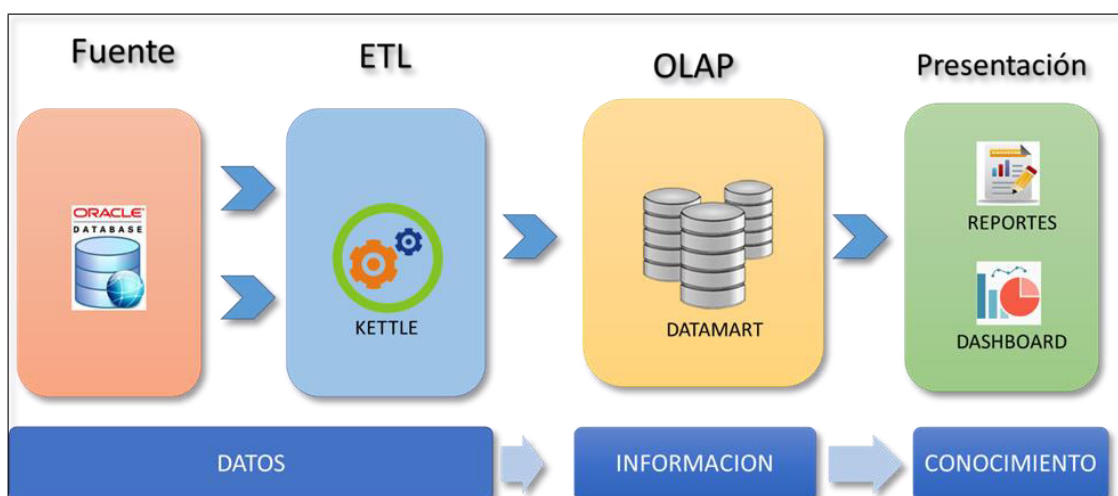 Fuente
ETL
OLAP
Presentación
ORACLE
DATABASE
KETTLE
DATAMART
REPORTES
DASHBOARD
DATOS
INFORMACION
CONOCIMIENTO